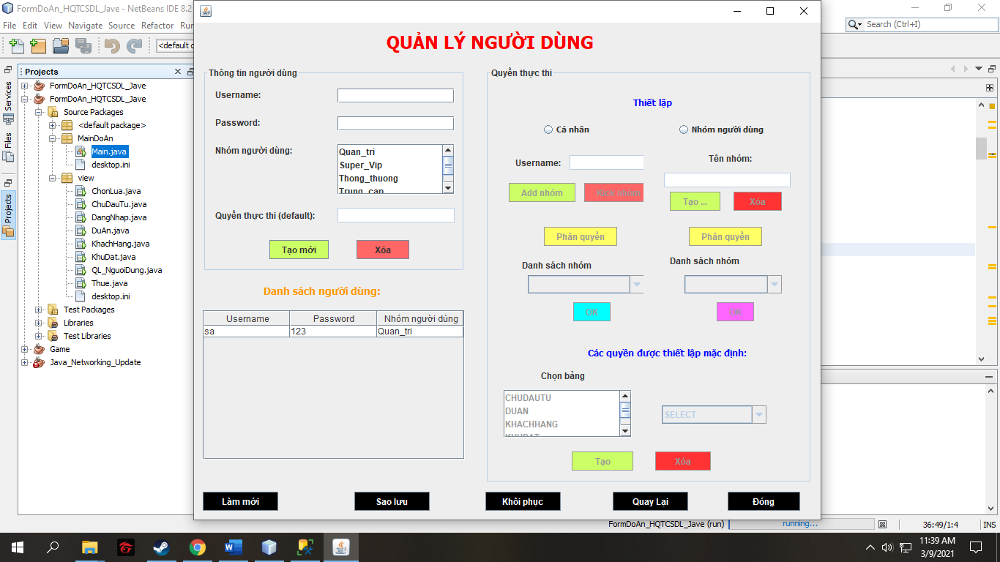 FormDoAn_HQTCSDL_Jave - NetBeans IDE 8.2
File Edit View Navigate Source Refactor Run
Search (Ctrl+I)
<default c
Services
Files
Projects
Projects
FormDoAn_HQTCSDL_Jave
FormDoAn_HQTCSDL_Jave
Source Packages
<default package>
MainDoAn
Main.java
desktop.ini
view
ChonLua.java
ChuDauTu.java
DangNhap.java
DuAn.java
KhachHang.java
KhuDat.java
QL_NguoiDung.java
Thue.java
desktop.ini
Test Packages
Libraries
Test Libraries
Game
Java_Networking_Update
QUẢN LÝ NGƯỜI DÙNG
Thông tin người dùng
Username:
Password:
Nhóm người dùng:
Quan_tri
Super_Vip
Thong_thuong
Trung_cap
Quyền thực thi (default):
Tạo mới Xóa
Danh sách người dùng:
Username Password Nhóm người dùng
sa 123 Quan_tri
Quyền thực thi
Thiết lập
Cá nhân Nhóm người dùng
Username:
Tên nhóm:
Add nhóm Kick nhóm
Tạo ... Xóa
Phân quyền Phân quyền
Danh sách nhóm Danh sách nhóm
OK OK
Các quyền được thiết lập mặc định:
Chọn bảng
CHUDAUTU
DUAN
KHACHHANG
KHUDAT
SELECT
Tạo Xóa
Làm mới Sao lưu Khôi phục Quay Lại Đóng
FormDoAn_HQTCSDL_Jave (run) running... 36:49/1:4 INS
11:39 AM
3/9/2021